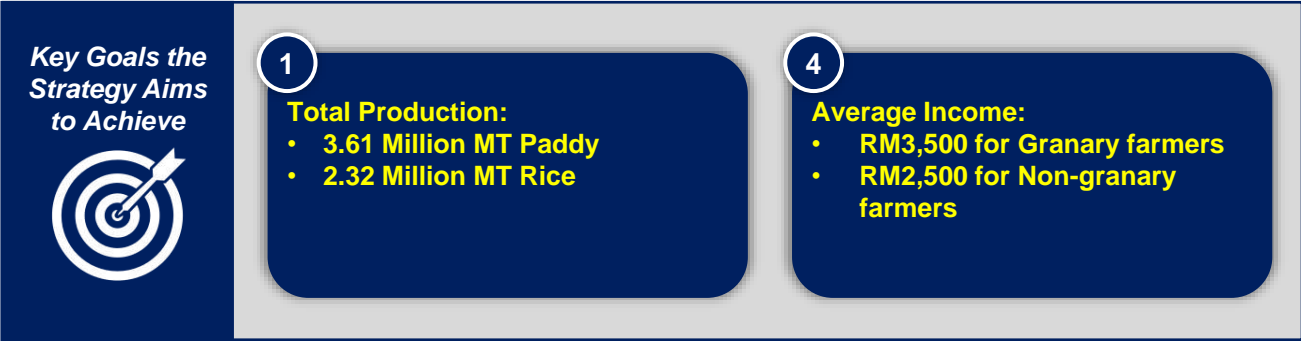 Key Goals the
Strategy Aims
to Achieve
1
Total Production:
• 3.61 Million MT Paddy
• 2.32 Million MT Rice
4
Average Income:
• RM3,500 for Granary farmers
• RM2,500 for Non-granary
farmers